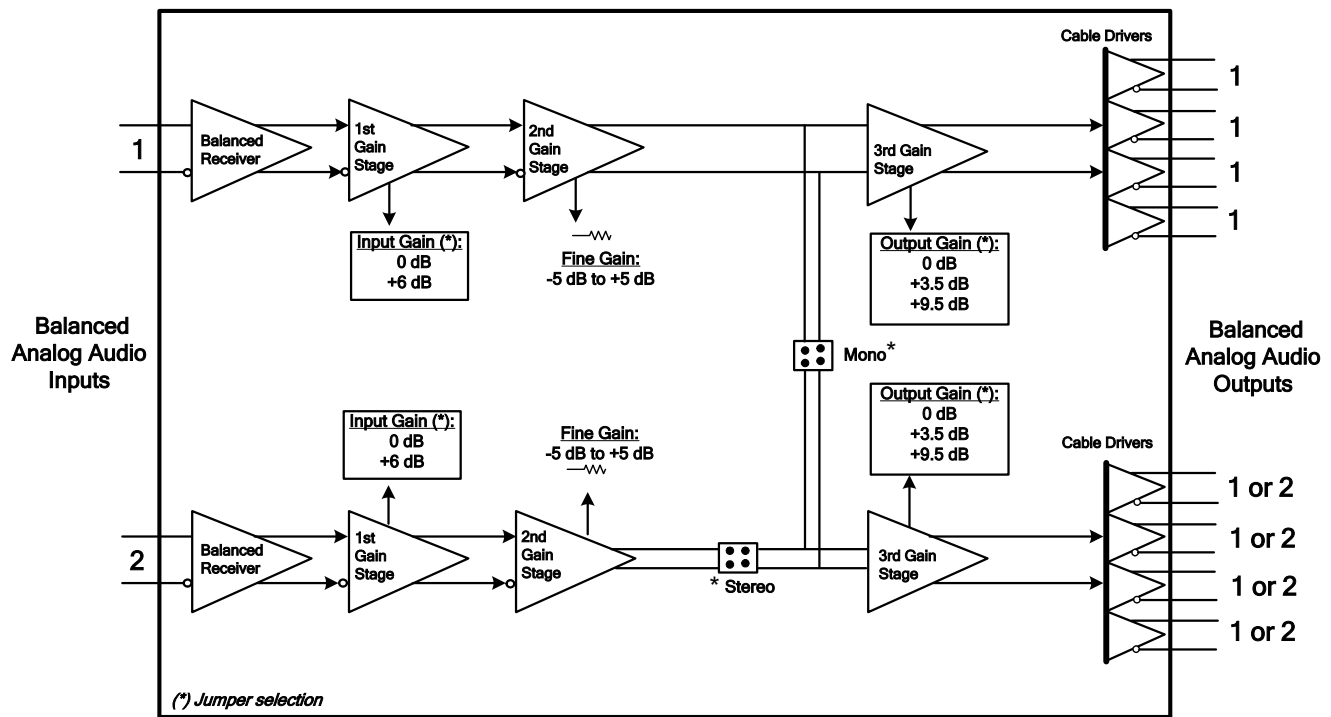 Cable Drivers
1
1
1
1
1
Balanced
Receiver
1st
Gain
Stage
2nd
Gain
Stage
3rd Gain
Stage
Input Gain (*):
0 dB
+6 dB
Fine Gain:
-5 dB to +5 dB
Output Gain (*):
0 dB
+3.5 dB
+9.5 dB
Balanced
Analog Audio
Inputs
Mono*
Balanced
Analog Audio
Outputs
Input Gain (*):
0 dB
+6 dB
Fine Gain:
-5 dB to +5 dB
Output Gain (*):
0 dB
+3.5 dB
+9.5 dB
Cable Drivers
2
Balanced
Receiver
1st
Gain
Stage
2nd
Gain
Stage
* Stereo
3rd Gain
Stage
1 or 2
1 or 2
1 or 2
1 or 2
(*) Jumper selection